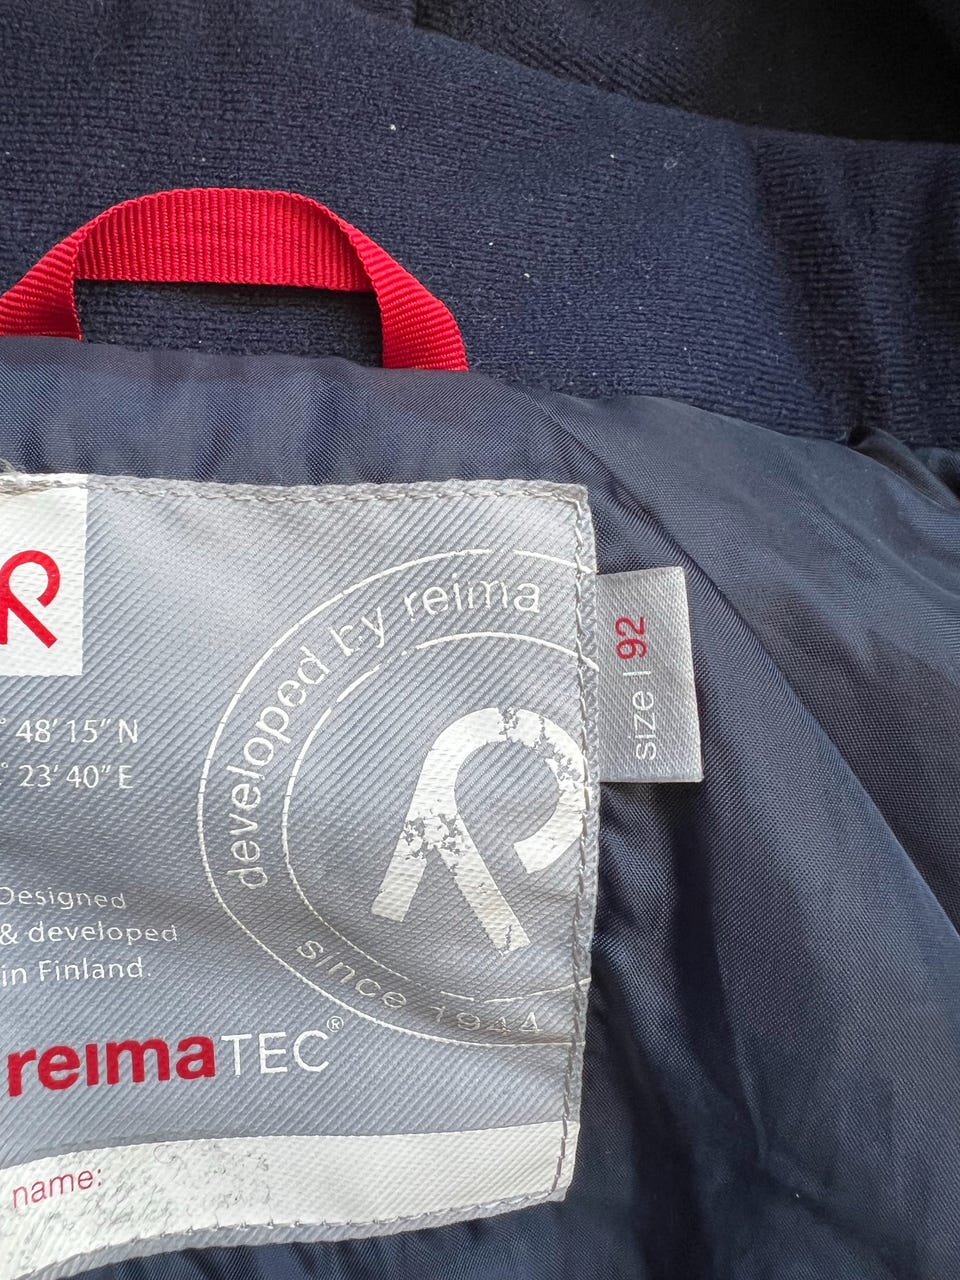 developed by reima
since 1944
size | 92
° 48' 15" N
° 23' 40" E
Designed
& developed
in Finland.
reimaTEC®
name: